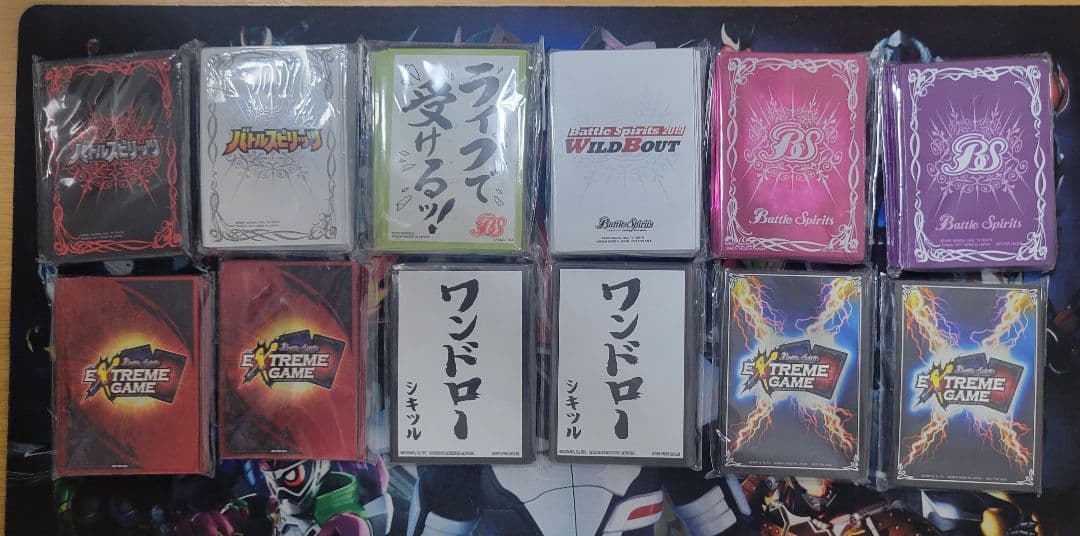 バトルスピリッツ
バトルスピリッツ
ライフで
受けるッ!
BS
Battle Spirits 2019
WILDBOUT
Battle Spirits
BS
Battle Spirits
BS
Battle Spirits
Battle Spirits
EXTREME
GAME
Battle Spirits
EXTREME
GAME
ワンドロー
シキツル
ワンドロー
シキツル
Battle Spirits
EXTREME
GAME
Battle Spirits
EXTREME
GAME